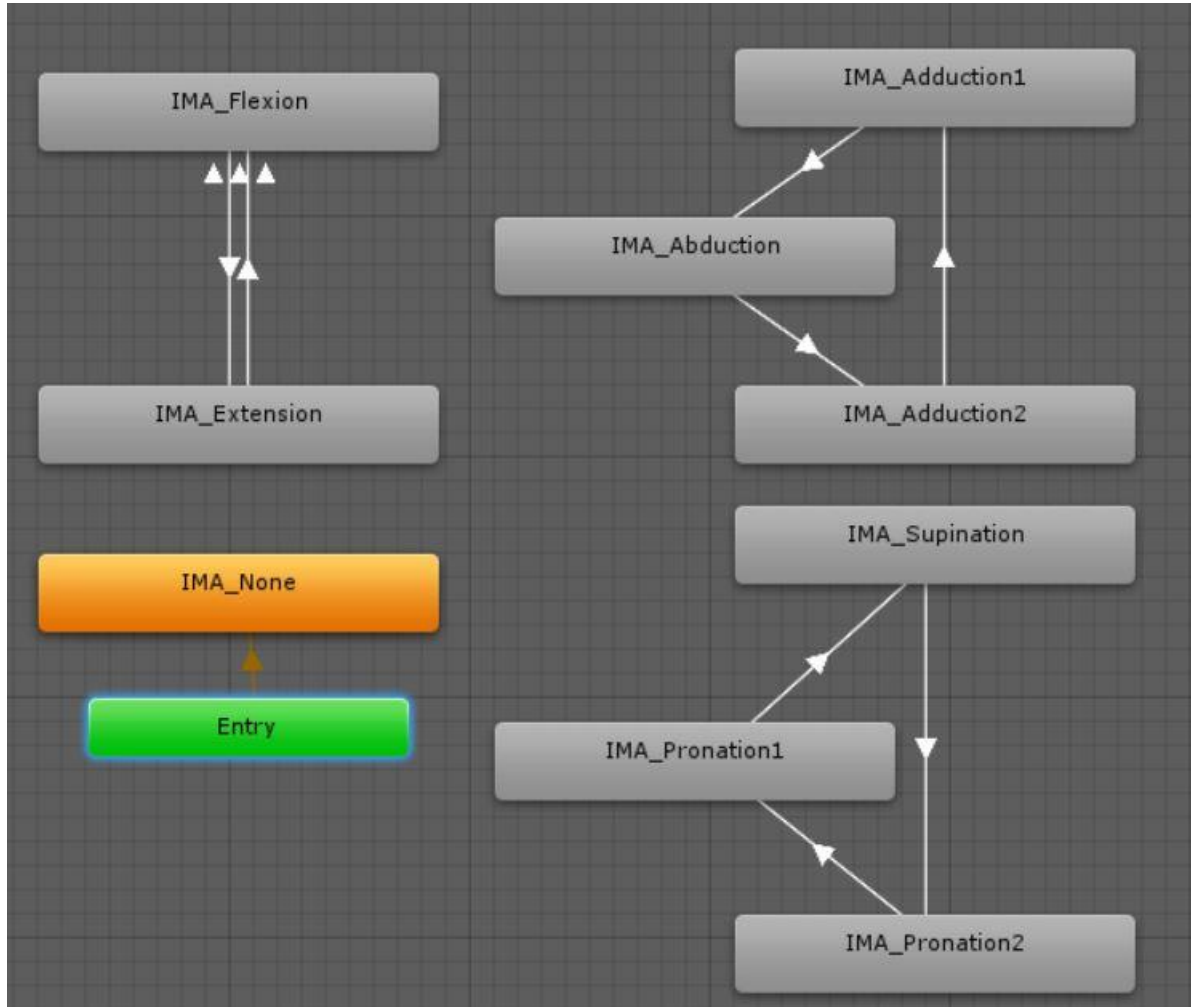 IMA_Flexion
IMA_Adduction1
IMA_Abduction
IMA_Extension
IMA_Adduction2
IMA_Supination
IMA_None
Entry
IMA_Pronation1
IMA_Pronation2